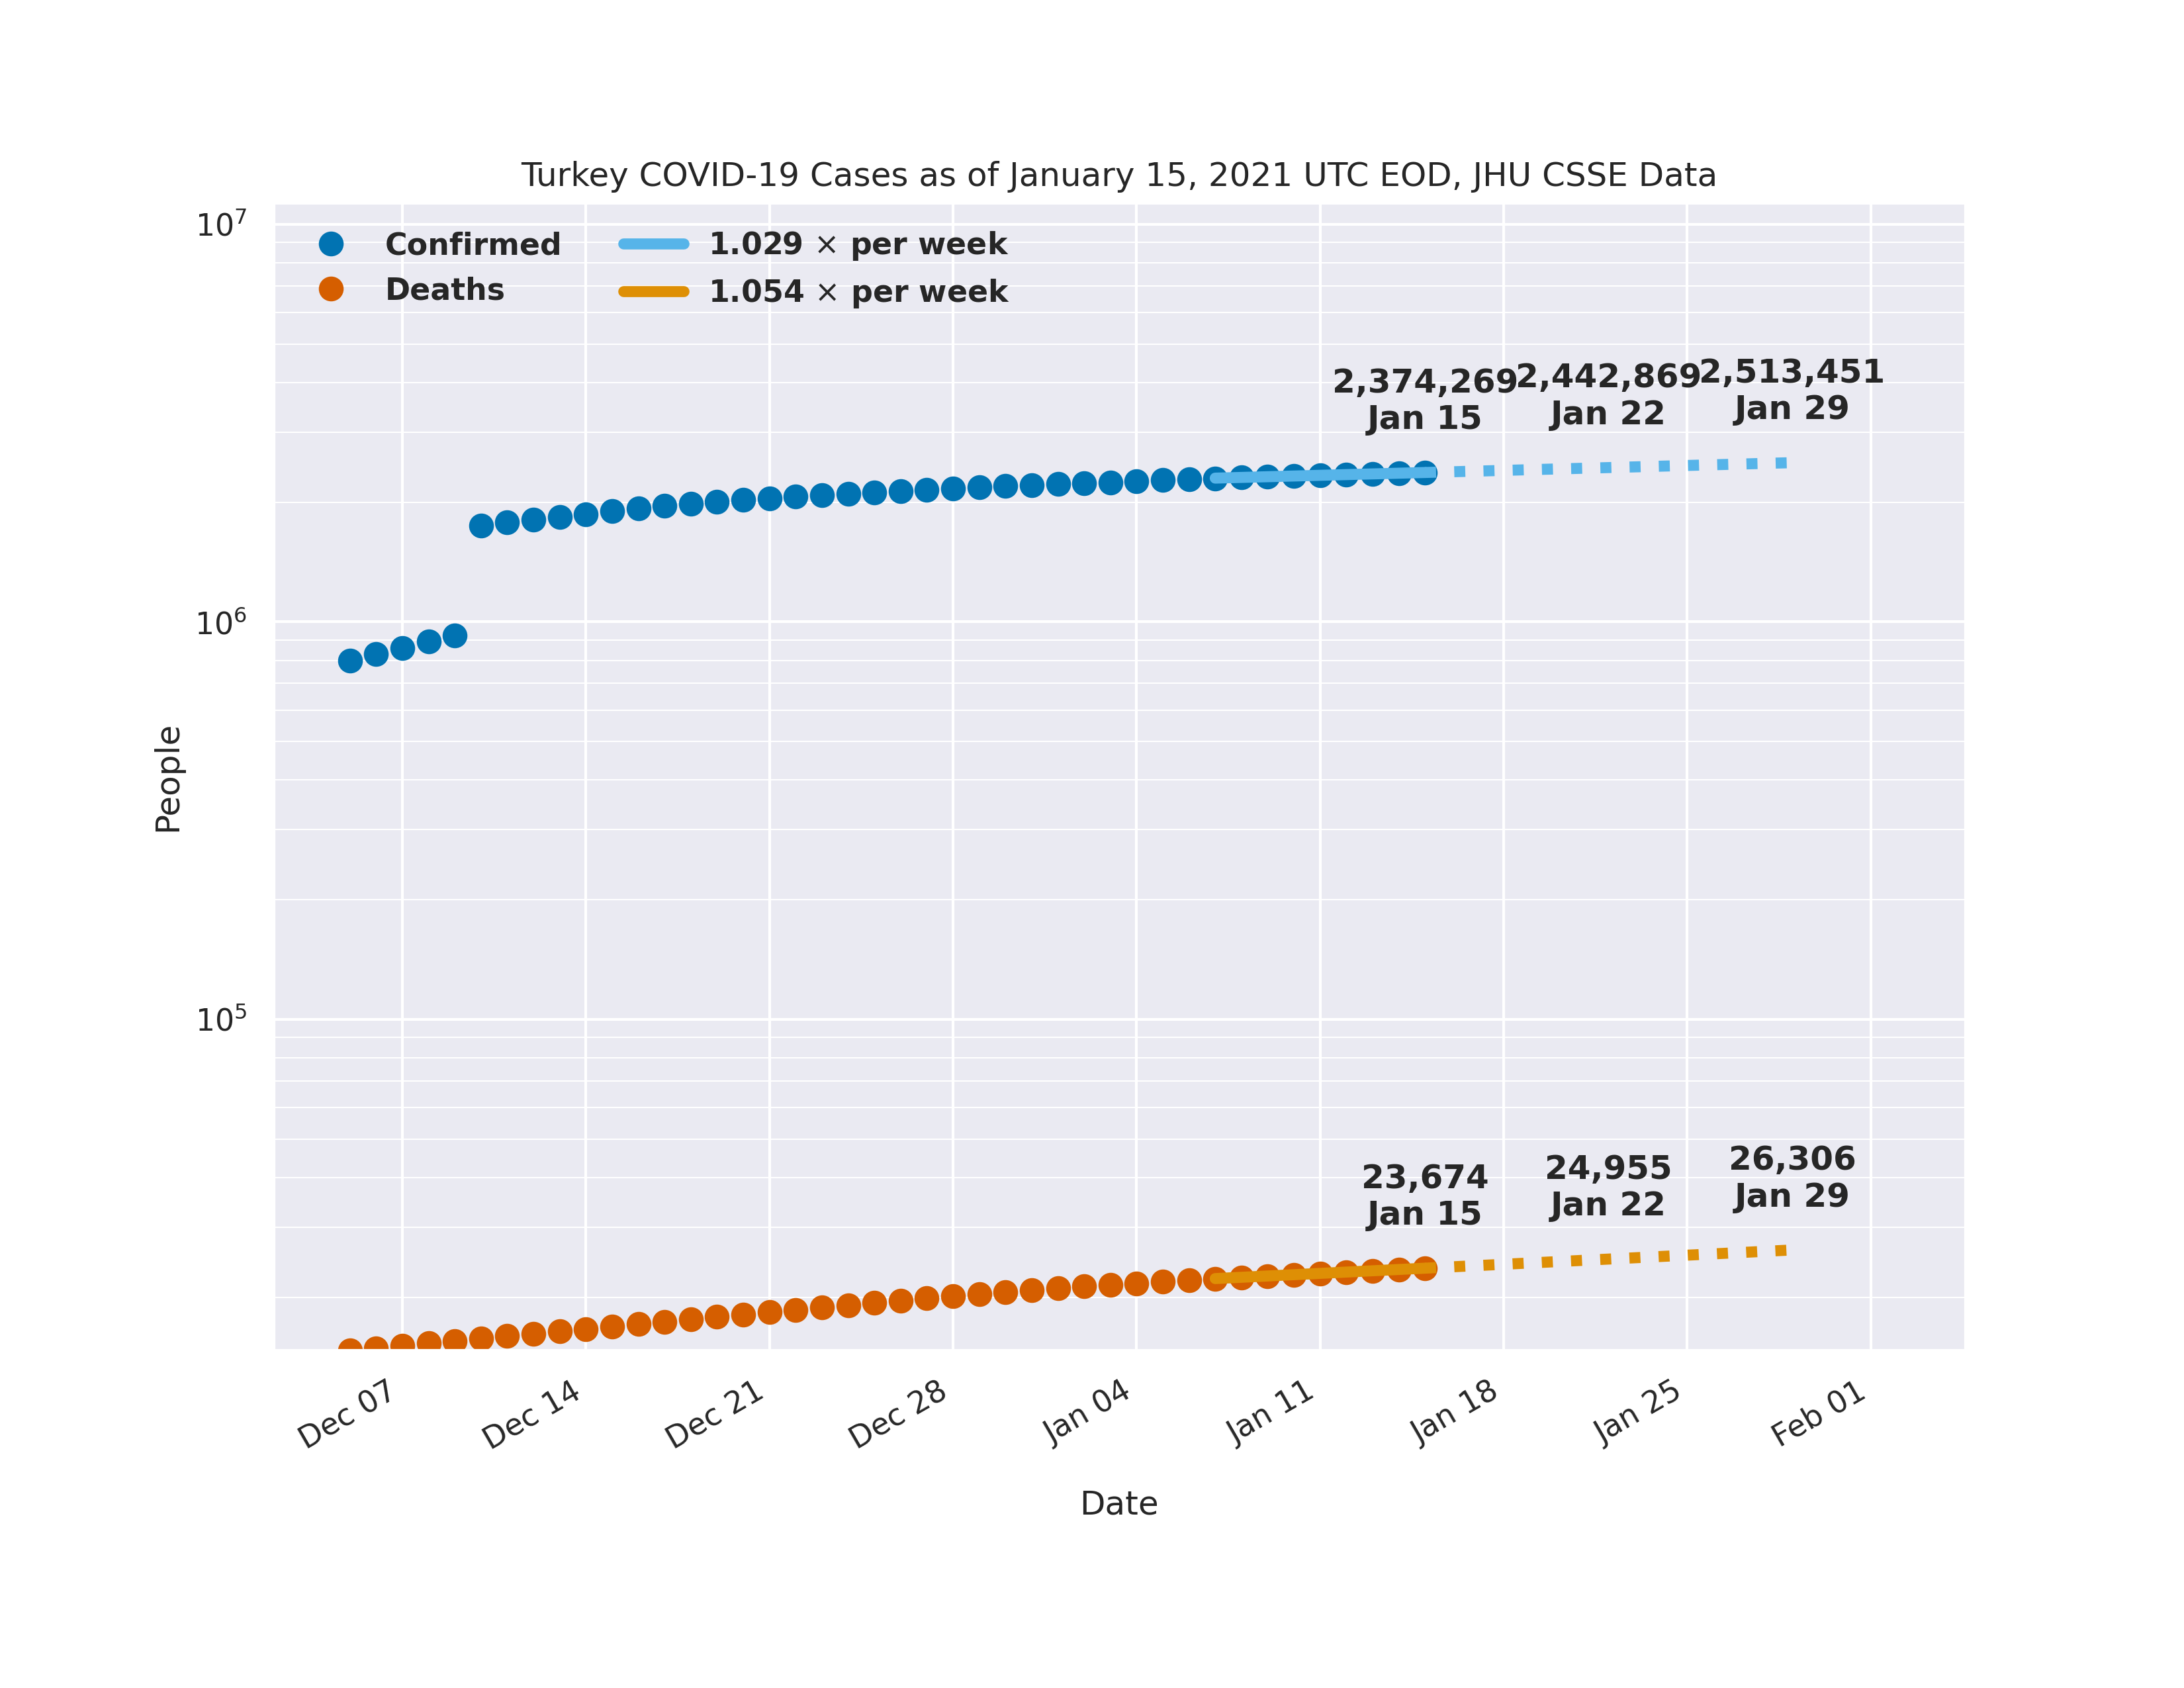 Turkey COVID-19 Cases as of January 15, 2021 UTC EOD, JHU CSSE Data
Confirmed
Deaths
1.029 × per week
1.054 × per week
2,374,269
Jan 15
2,442,869
Jan 22
2,513,451
Jan 29
23,674
Jan 15
24,955
Jan 22
26,306
Jan 29
10⁷
10⁶
10⁵
People
Dec 07
Dec 14
Dec 21
Dec 28
Jan 04
Jan 11
Jan 18
Jan 25
Feb 01
Date